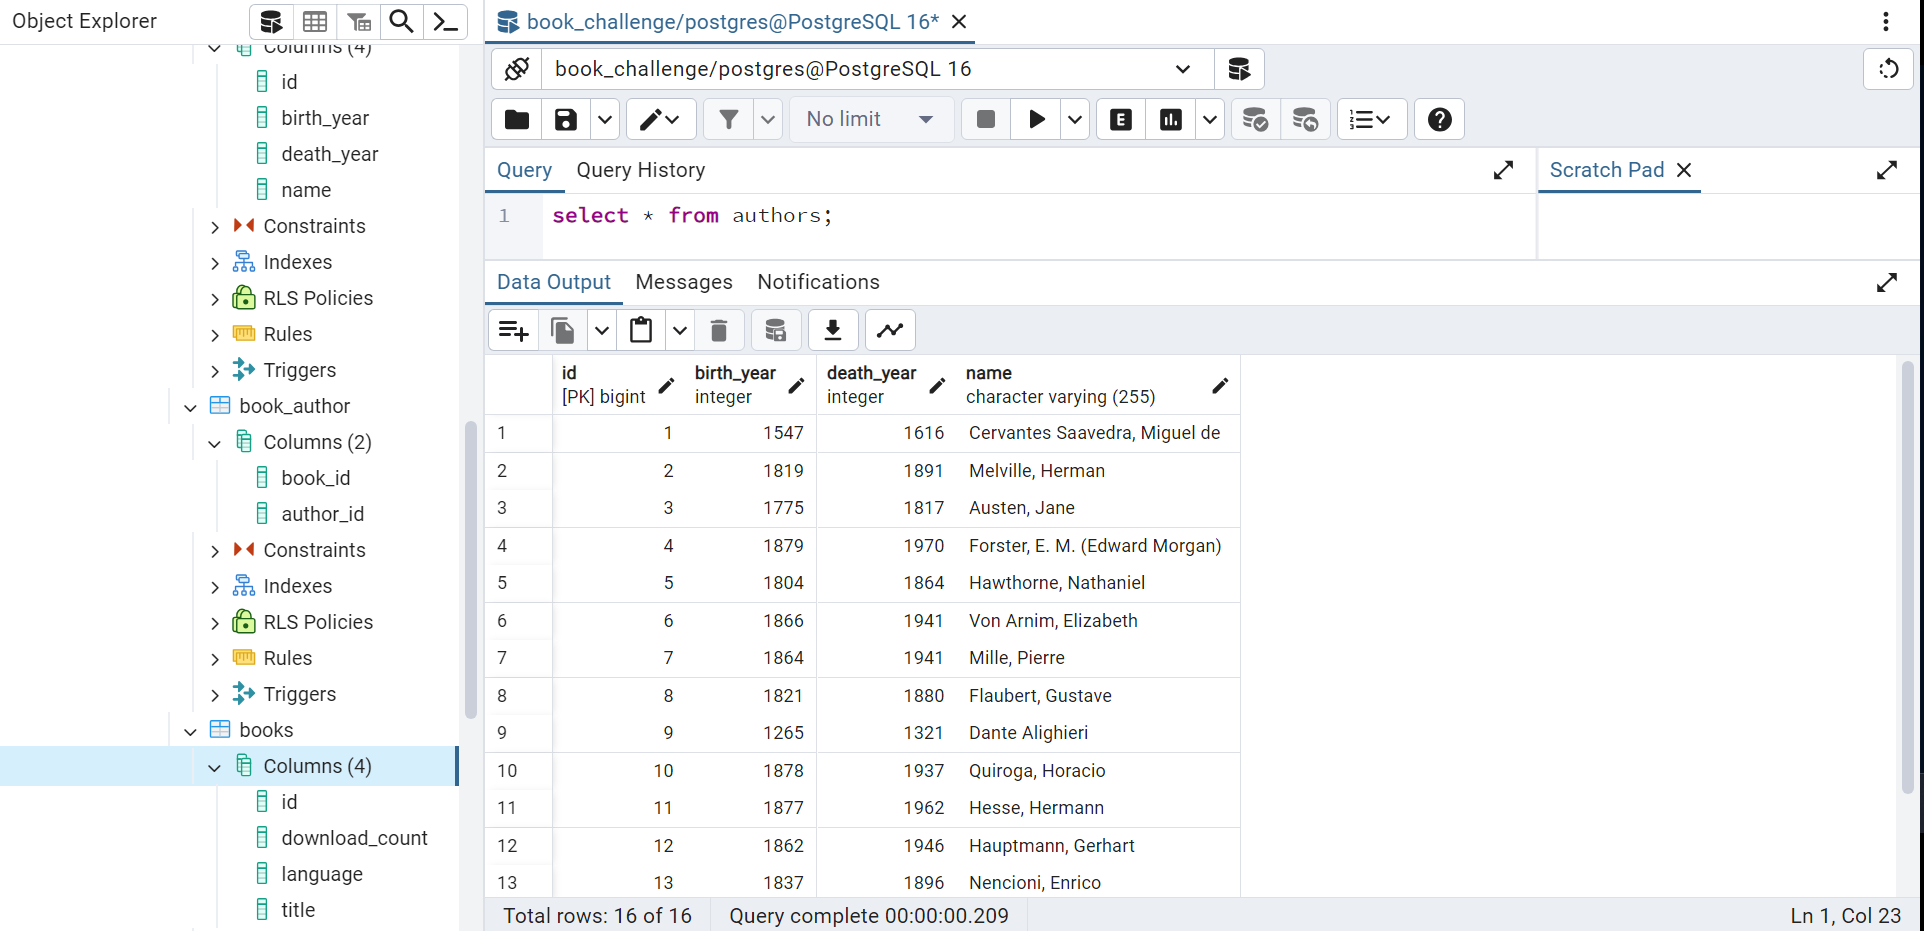 Object Explorer
Columns (4)
id
birth_year
death_year
name
Constraints
Indexes
RLS Policies
Rules
Triggers
book_author
Columns (2)
book_id
author_id
Constraints
Indexes
RLS Policies
Rules
Triggers
books
Columns (4)
id
download_count
language
title
book_challenge/postgres@PostgreSQL 16*
book_challenge/postgres@PostgreSQL 16
No limit
E
Query Query History
Scratch Pad
1 select * from authors;
Data Output Messages Notifications
id birth_year death_year name
[PK] bigint integer integer character varying (255)
1 1 1547 1616 Cervantes Saavedra, Miguel de
2 2 1819 1891 Melville, Herman
3 3 1775 1817 Austen, Jane
4 4 1879 1970 Forster, E. M. (Edward Morgan)
5 5 1804 1864 Hawthorne, Nathaniel
6 6 1866 1941 Von Arnim, Elizabeth
7 7 1864 1941 Mille, Pierre
8 8 1821 1880 Flaubert, Gustave
9 9 1265 1321 Dante Alighieri
10 10 1878 1937 Quiroga, Horacio
11 11 1877 1962 Hesse, Hermann
12 12 1862 1946 Hauptmann, Gerhart
13 13 1837 1896 Nencioni, Enrico
Total rows: 16 of 16 Query complete 00:00:00.209 Ln 1, Col 23